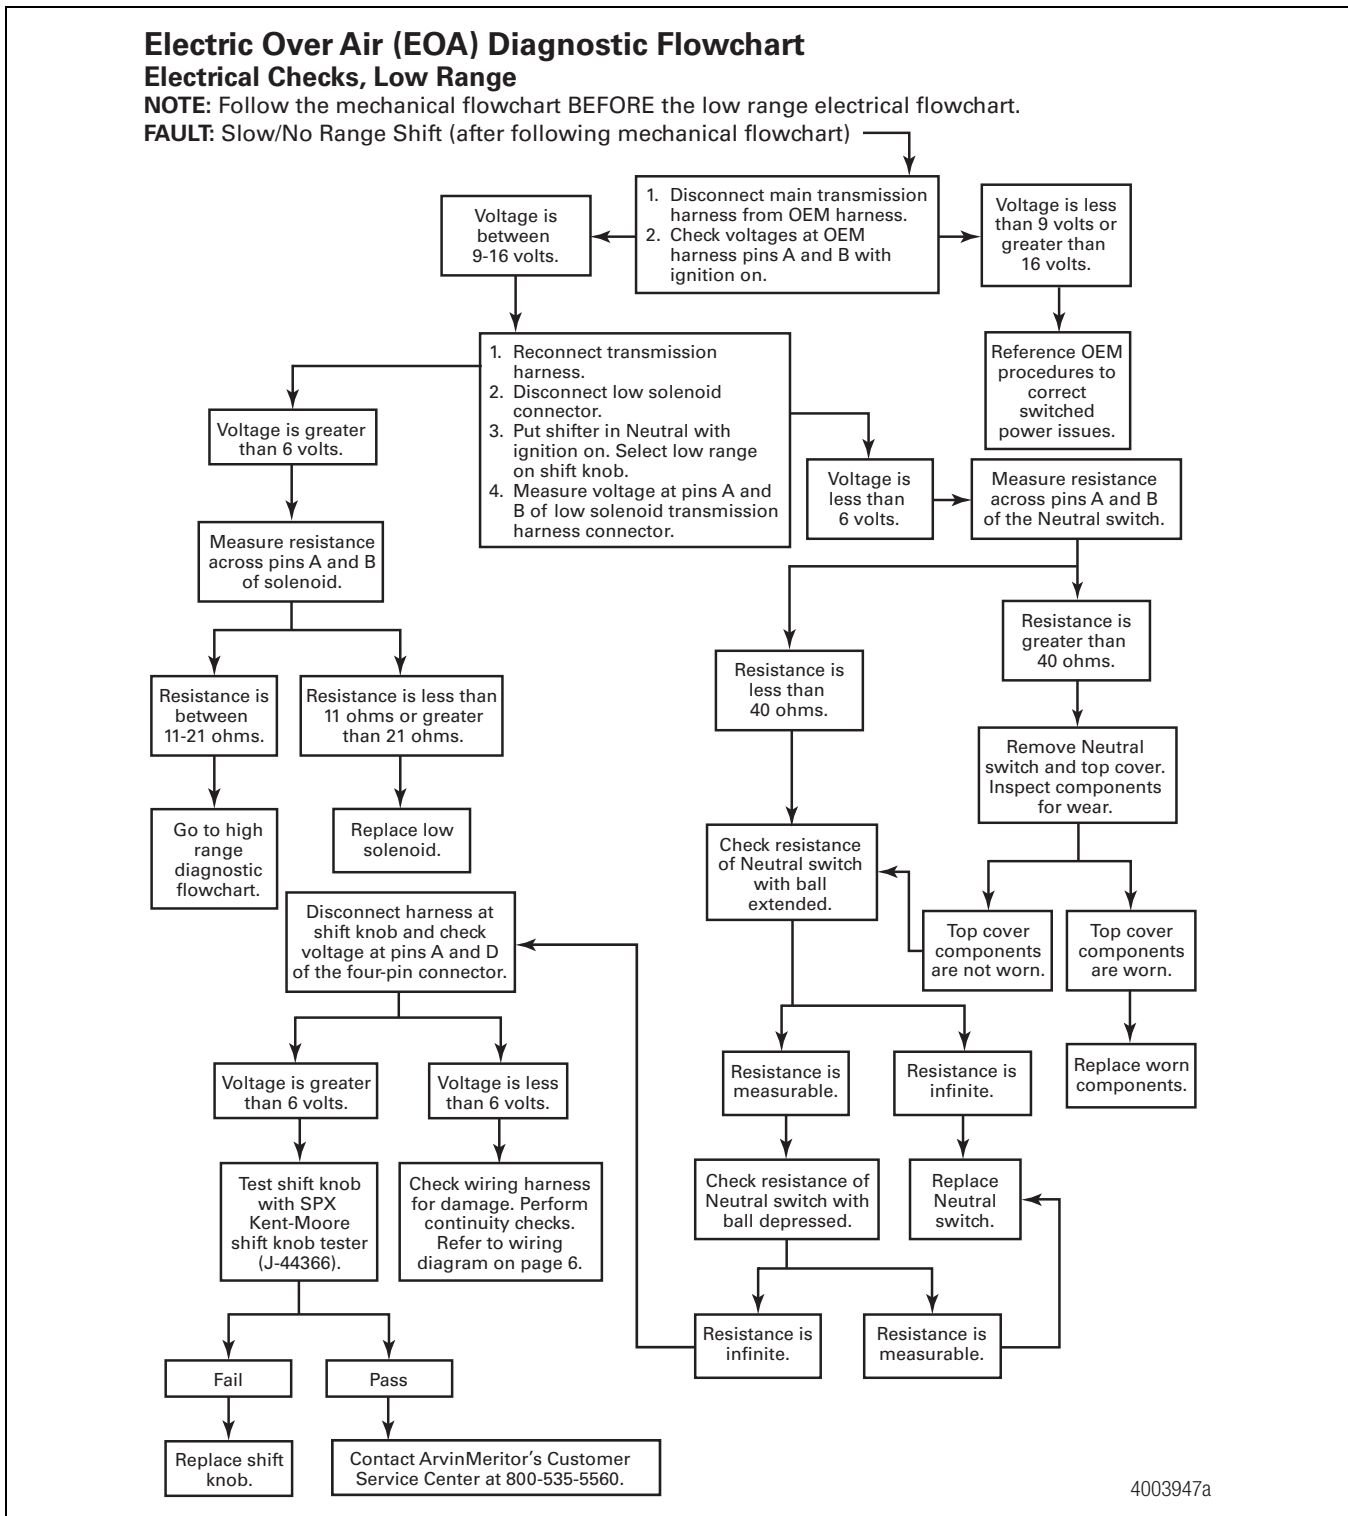 Electric Over Air (EOA) Diagnostic Flowchart
Electrical Checks, Low Range
NOTE: Follow the mechanical flowchart BEFORE the low range electrical flowchart.
FAULT: Slow/No Range Shift (after following mechanical flowchart)
1. Disconnect main transmission
harness from OEM harness.
2. Check voltages at OEM
harness pins A and B with
ignition on.
Voltage is
between
9-16 volts.
Voltage is less
than 9 volts or
greater than
16 volts.
Reference OEM
procedures to
correct
switched
power issues.
1. Reconnect transmission
harness.
2. Disconnect low solenoid
connector.
3. Put shifter in Neutral with
ignition on. Select low range
on shift knob.
4. Measure voltage at pins A and
B of low solenoid transmission
harness connector.
Voltage is greater
than 6 volts.
Voltage is
less than
6 volts.
Measure resistance
across pins A and B
of the Neutral switch.
Measure resistance
across pins A and B
of solenoid.
Resistance is
between
11-21 ohms.
Resistance is less than
11 ohms or greater
than 21 ohms.
Go to high
range
diagnostic
flowchart.
Replace low
solenoid.
Resistance is
less than
40 ohms.
Resistance is
greater than
40 ohms.
Remove Neutral
switch and top cover.
Inspect components
for wear.
Check resistance
of Neutral switch
with ball
extended.
Top cover
components
are not worn.
Top cover
components
are worn.
Replace worn
components.
Disconnect harness at
shift knob and check
voltage at pins A and D
of the four-pin connector.
Voltage is greater
than 6 volts.
Voltage is less
than 6 volts.
Resistance is
measurable.
Resistance is
infinite.
Test shift knob
with SPX
Kent-Moore
shift knob tester
(J-44366).
Check wiring harness
for damage. Perform
continuity checks.
Refer to wiring
diagram on page 6.
Check resistance of
Neutral switch with
ball depressed.
Replace
Neutral
switch.
Resistance is
infinite.
Resistance is
measurable.
Fail
Pass
Replace shift
knob.
Contact ArvinMeritor's Customer
Service Center at 800-535-5560.
4003947a